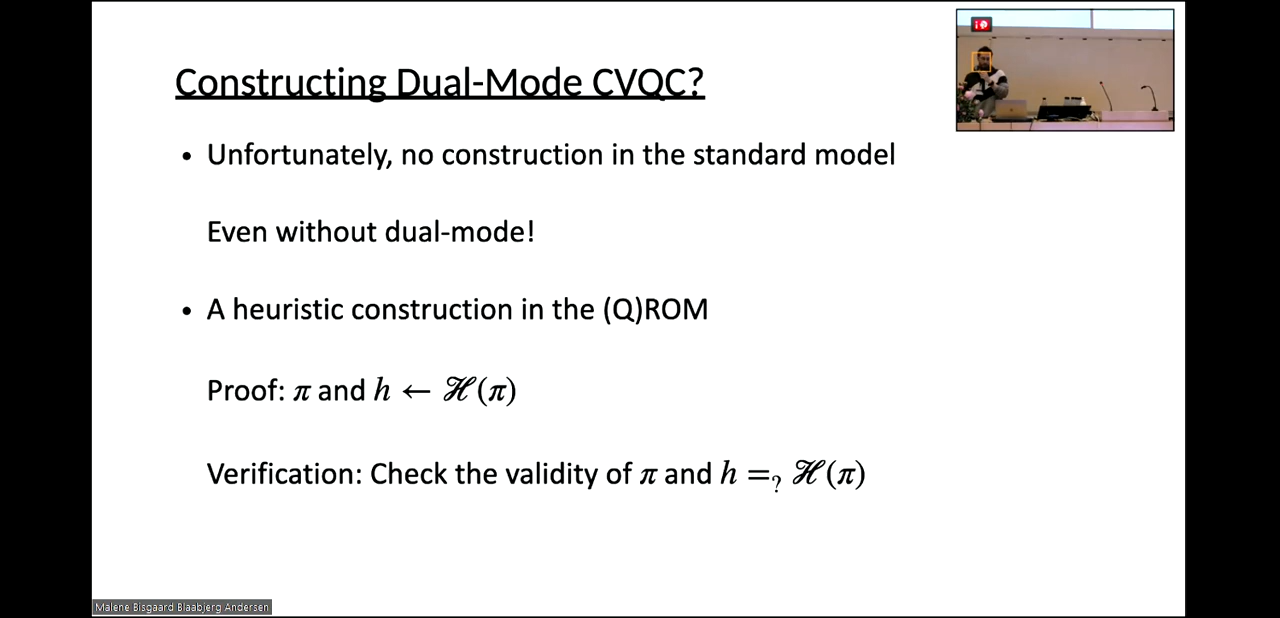 Constructing Dual-Mode CVQC?
• Unfortunately, no construction in the standard model
Even without dual-mode!
• A heuristic construction in the (Q)ROM
Proof: π and h ← ℋ(π)
Verification: Check the validity of π and h =? ℋ(π)
Malene Bisgaard Blaabjerg Andersen